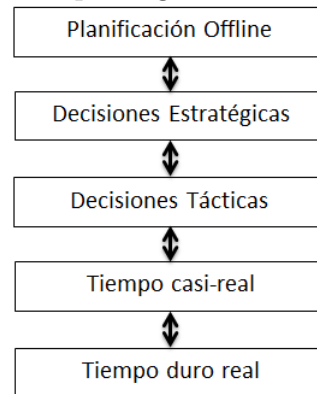 Planificación Offline
Decisiones Estratégicas
Decisiones Tácticas
Tiempo casi-real
Tiempo duro real